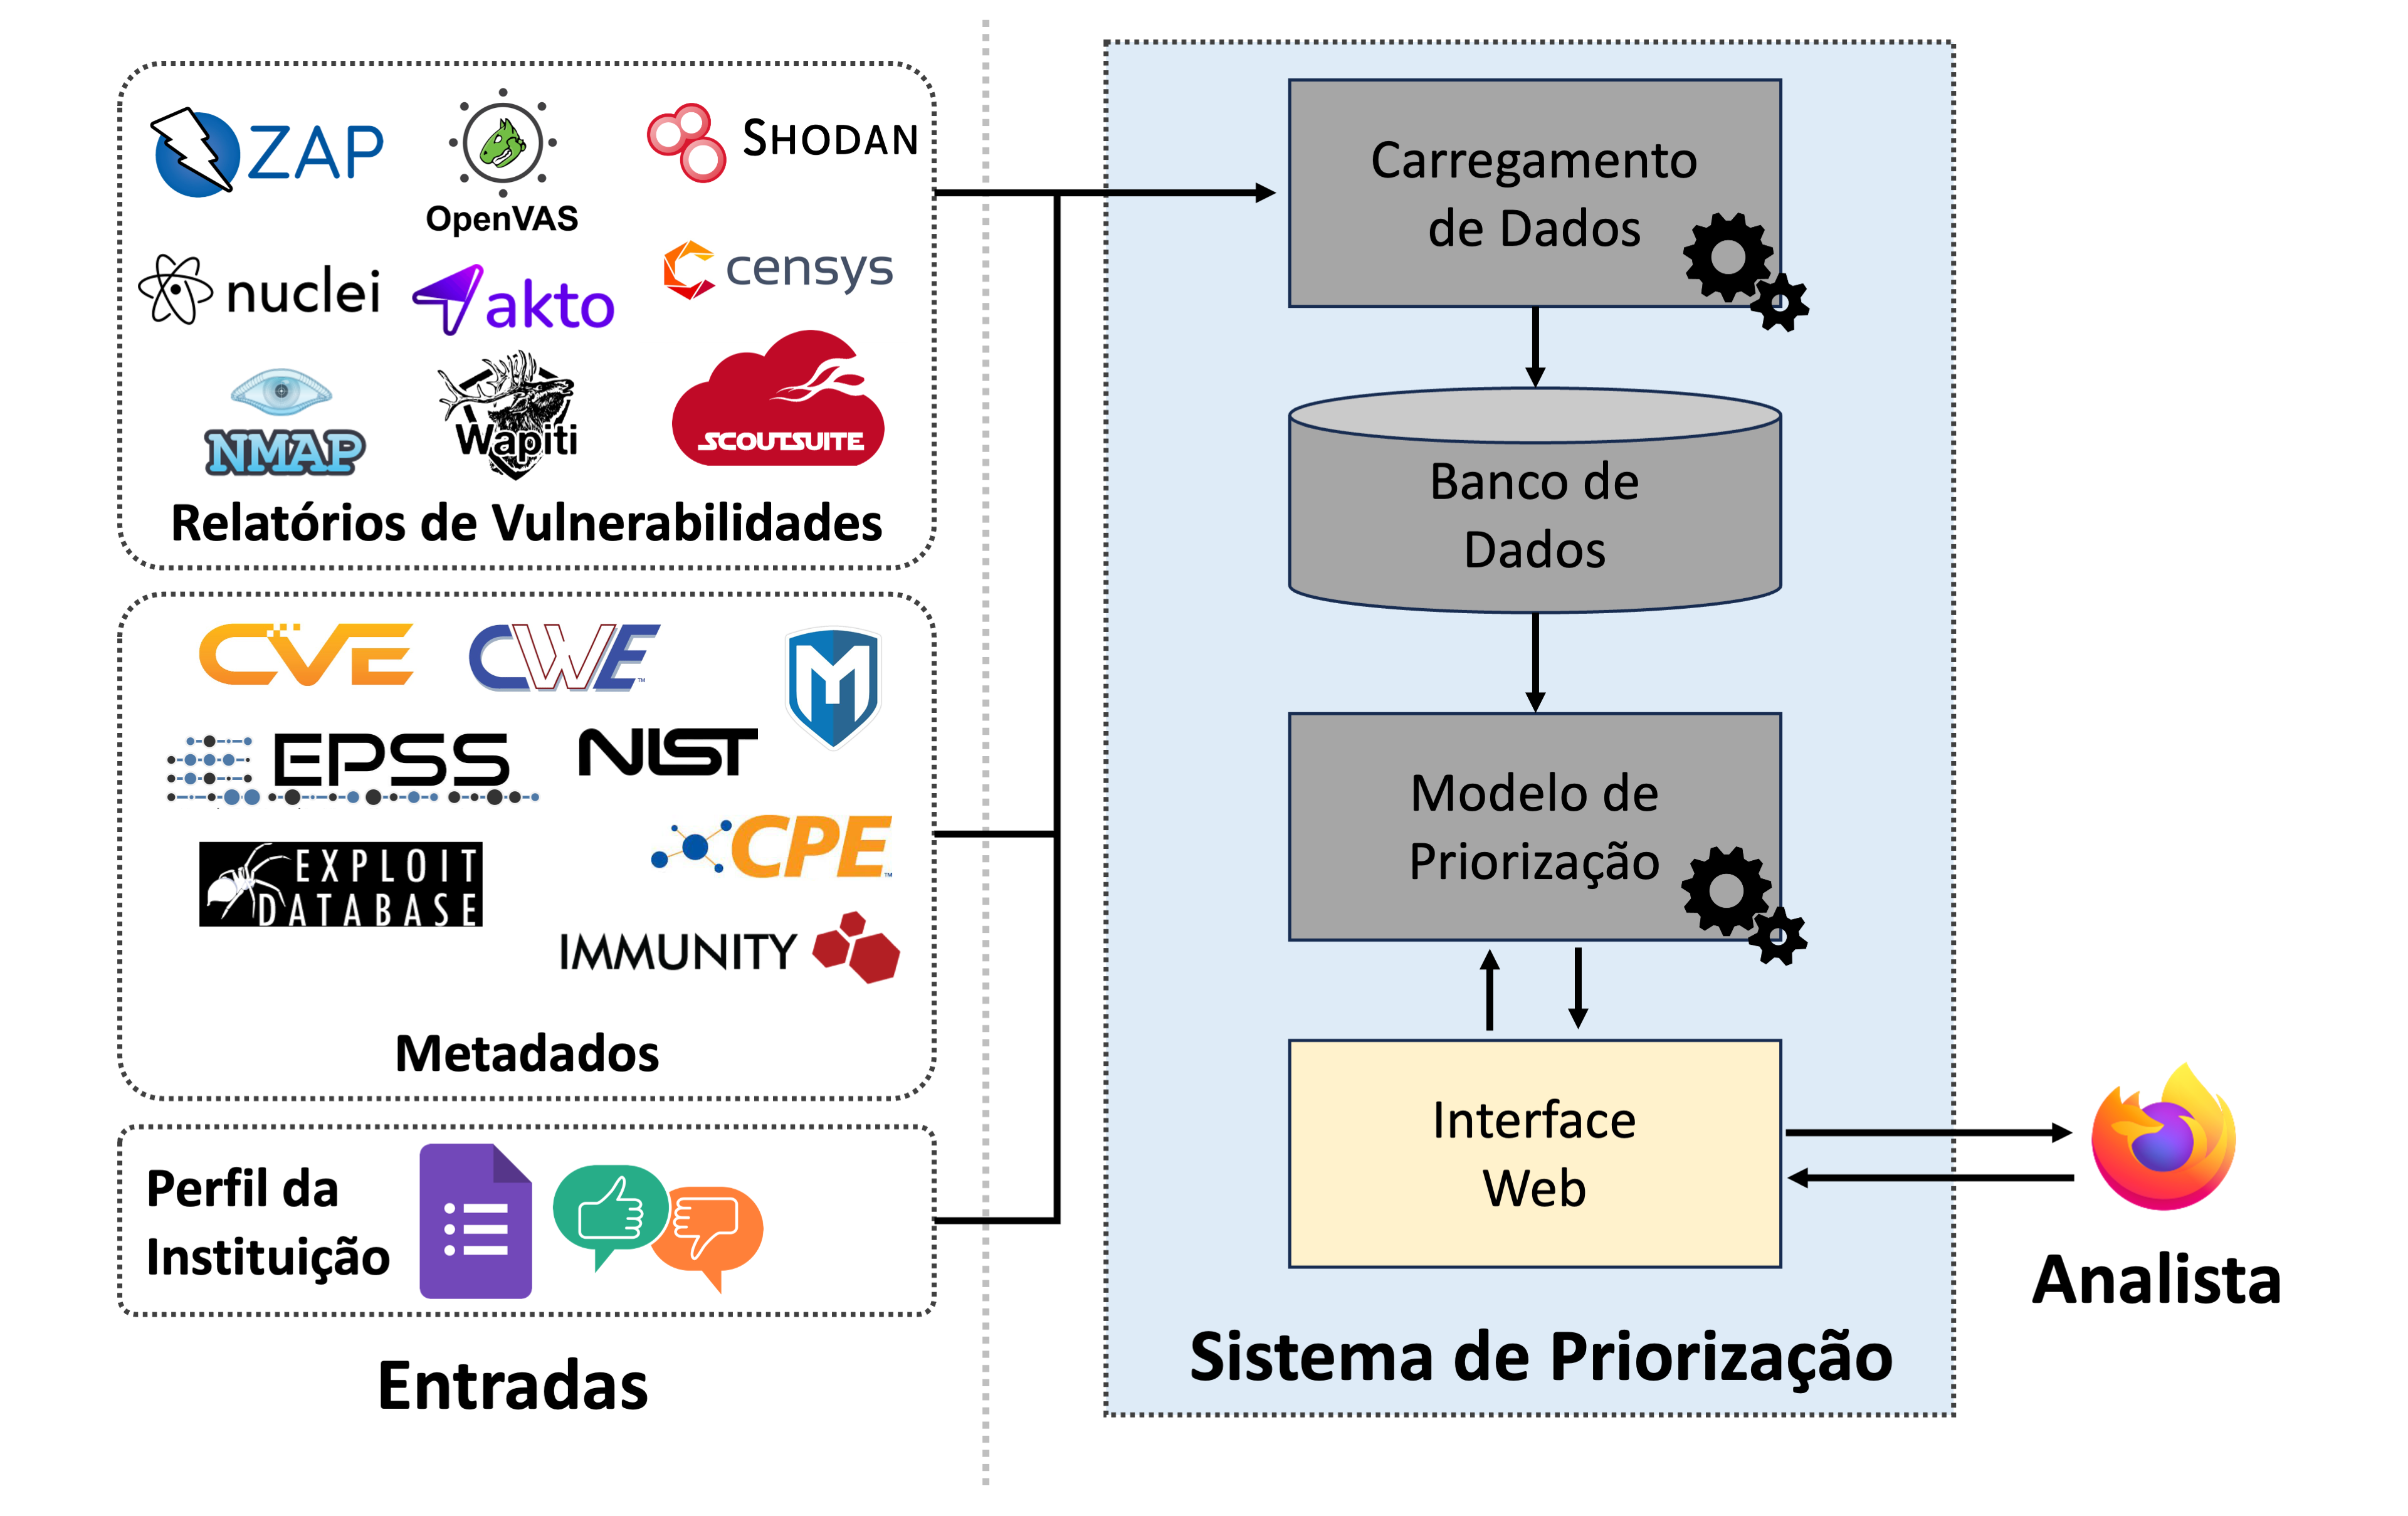 ZAP
OpenVAS
SHODAN
nuclei
akto
censys
NMAP
Wapiti
SCOUTSUITE
Relatórios de Vulnerabilidades
CVE
CWE™
M
EPSS
NIST
EXPLOIT
DATABASE
CPE™
IMMUNITY
Metadados
Perfil da
Instituição
Entradas
Carregamento
de Dados
Banco de
Dados
Modelo de
Priorização
Interface
Web
Sistema de Priorização
Analista